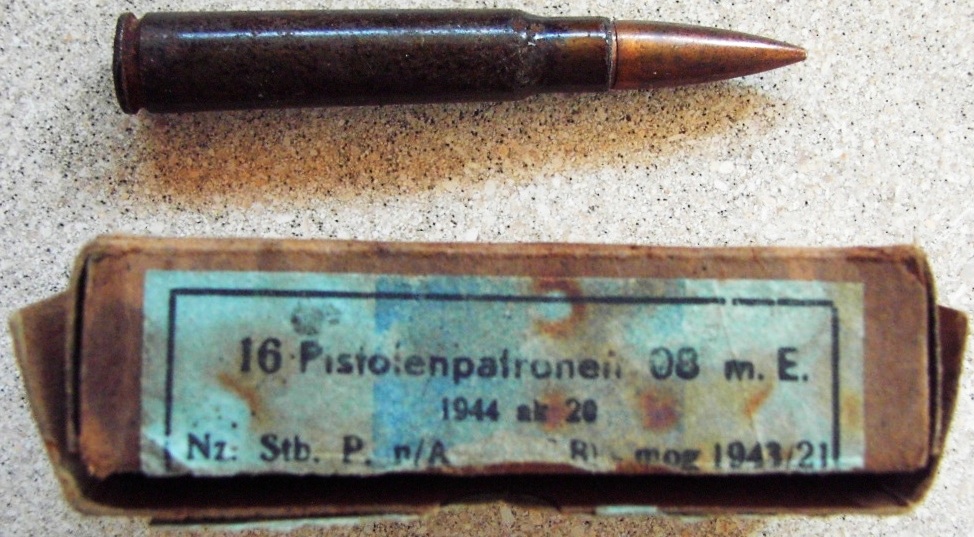 16 Pistolenpatronen 08 m. E.
1944 ak 20
Nz. Stb. P. n/A mog 1943/21